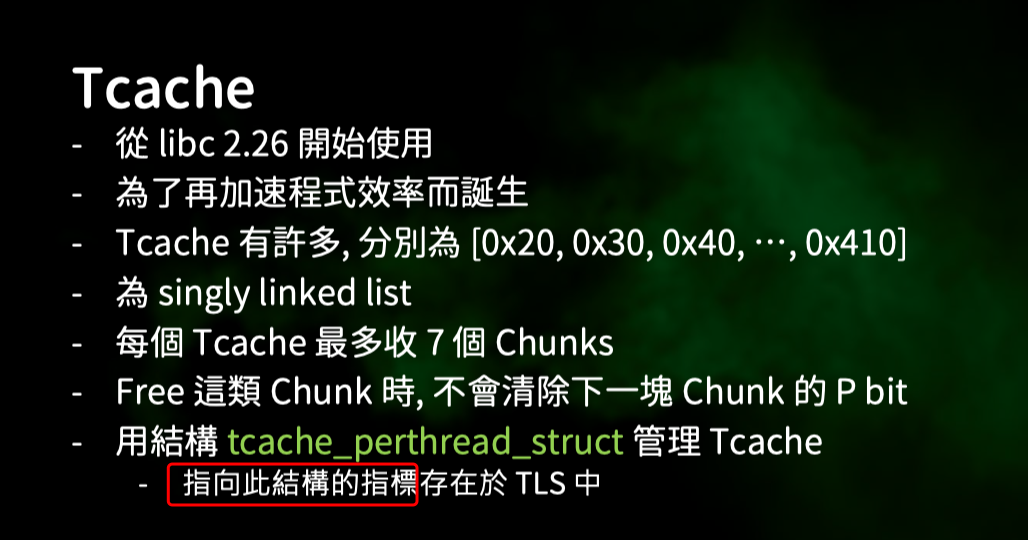 Tcache
- 從 libc 2.26 開始使用
- 為了再加速程式效率而誕生
- Tcache 有許多, 分別為 [0x20, 0x30, 0x40, …, 0x410]
- 為 singly linked list
- 每個 Tcache 最多收 7 個 Chunks
- Free 這類 Chunk 時, 不會清除下一塊 Chunk 的 P bit
- 用結構 tcache_perthread_struct 管理 Tcache
- 指向此結構的指標存在於 TLS 中